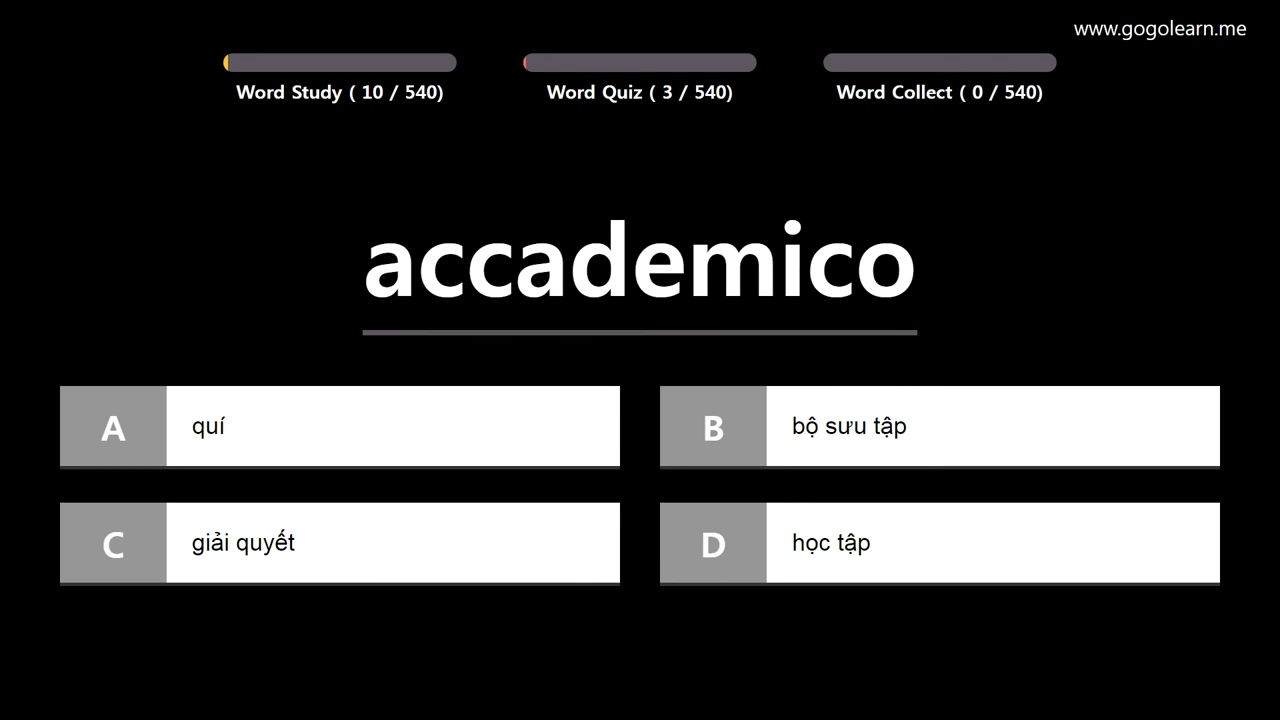 www.gogolearn.me
Word Study ( 10 / 540)
Word Quiz ( 3 / 540)
Word Collect ( 0 / 540)
accademico
A quí
B bộ sưu tập
C giải quyết
D học tập